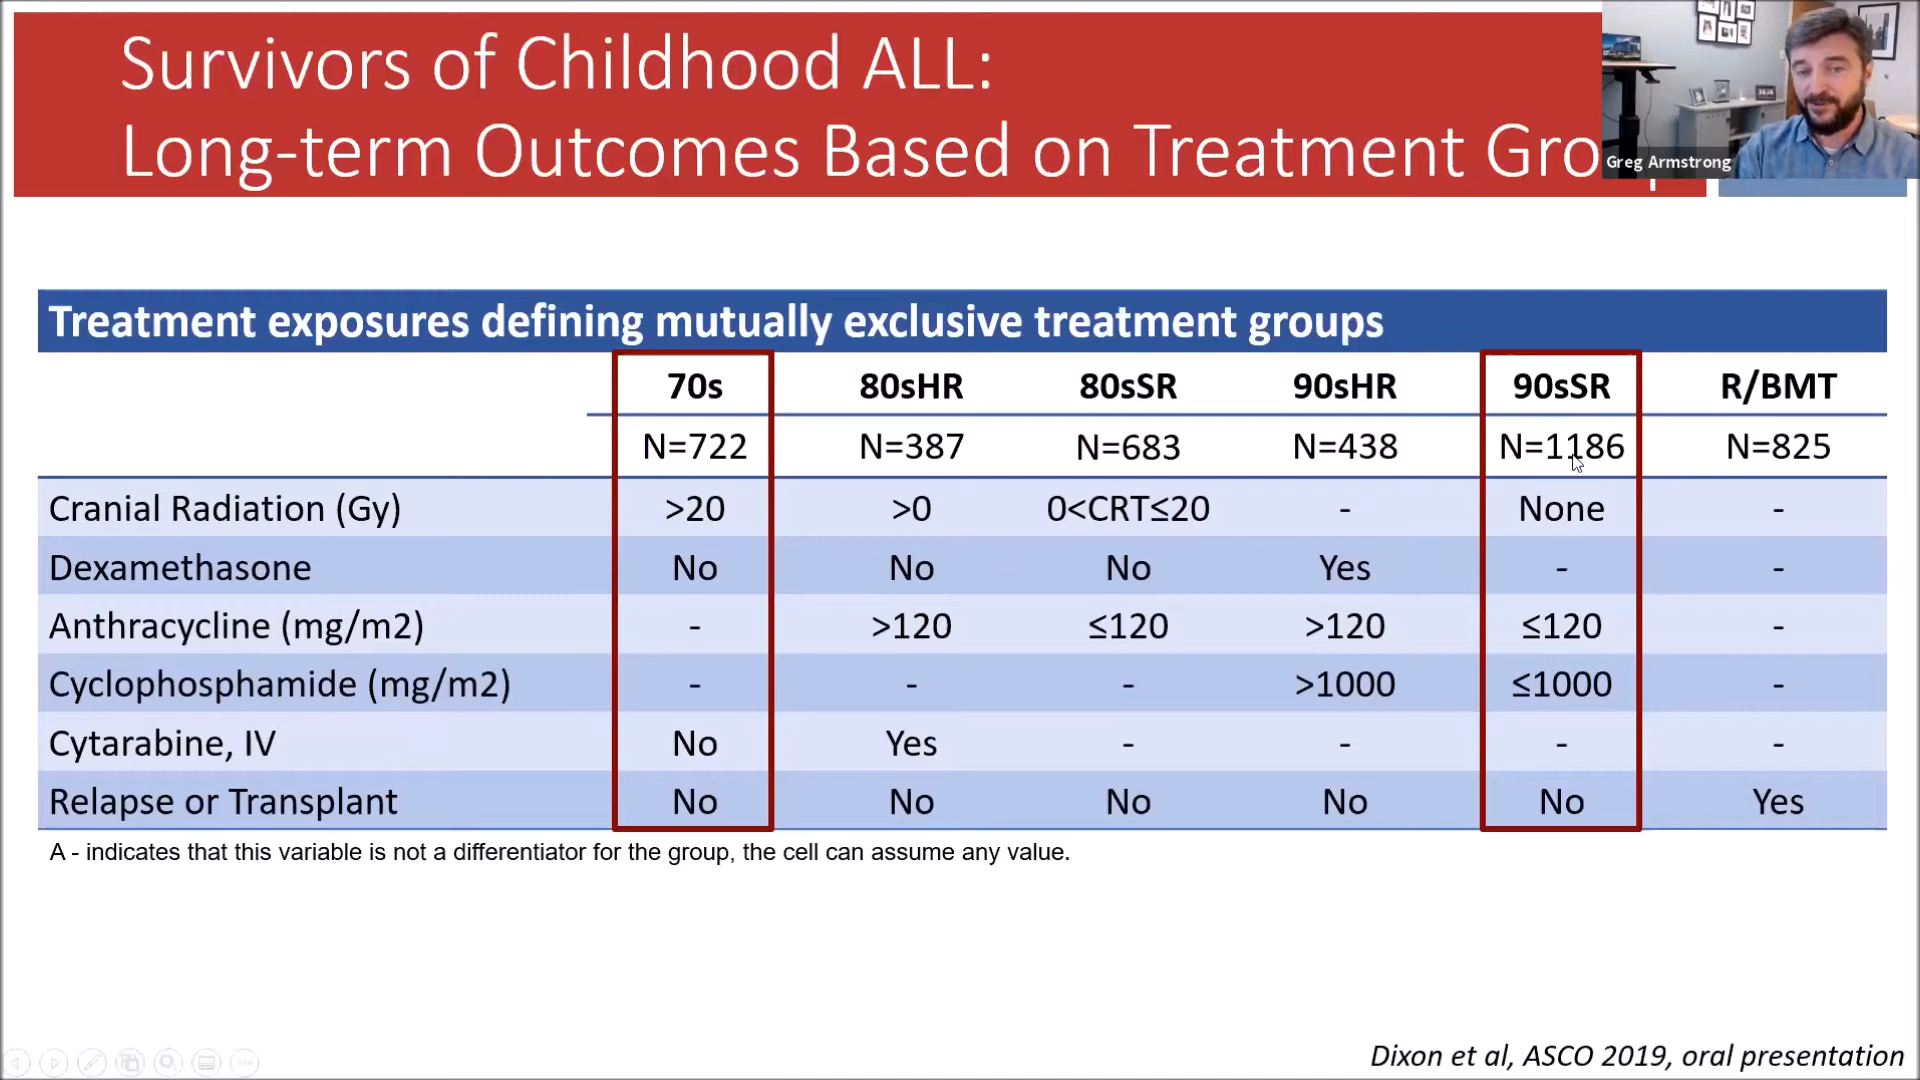 Survivors of Childhood ALL:
Long-term Outcomes Based on Treatment
Greg Armstrong
Treatment exposures defining mutually exclusive treatment groups
70s 80sHR 80sSR 90sHR 90sSR R/BMT
N=722 N=387 N=683 N=438 N=1186 N=825
Cranial Radiation (Gy) >20 >0 0<CRT≤20 - None -
Dexamethasone No No No Yes - -
Anthracycline (mg/m2) - >120 ≤120 >120 ≤120 -
Cyclophosphamide (mg/m2) - - - >1000 ≤1000 -
Cytarabine, IV No Yes - - - -
Relapse or Transplant No No No No No Yes
A - indicates that this variable is not a differentiator for the group, the cell can assume any value.
Dixon et al, ASCO 2019, oral presentation